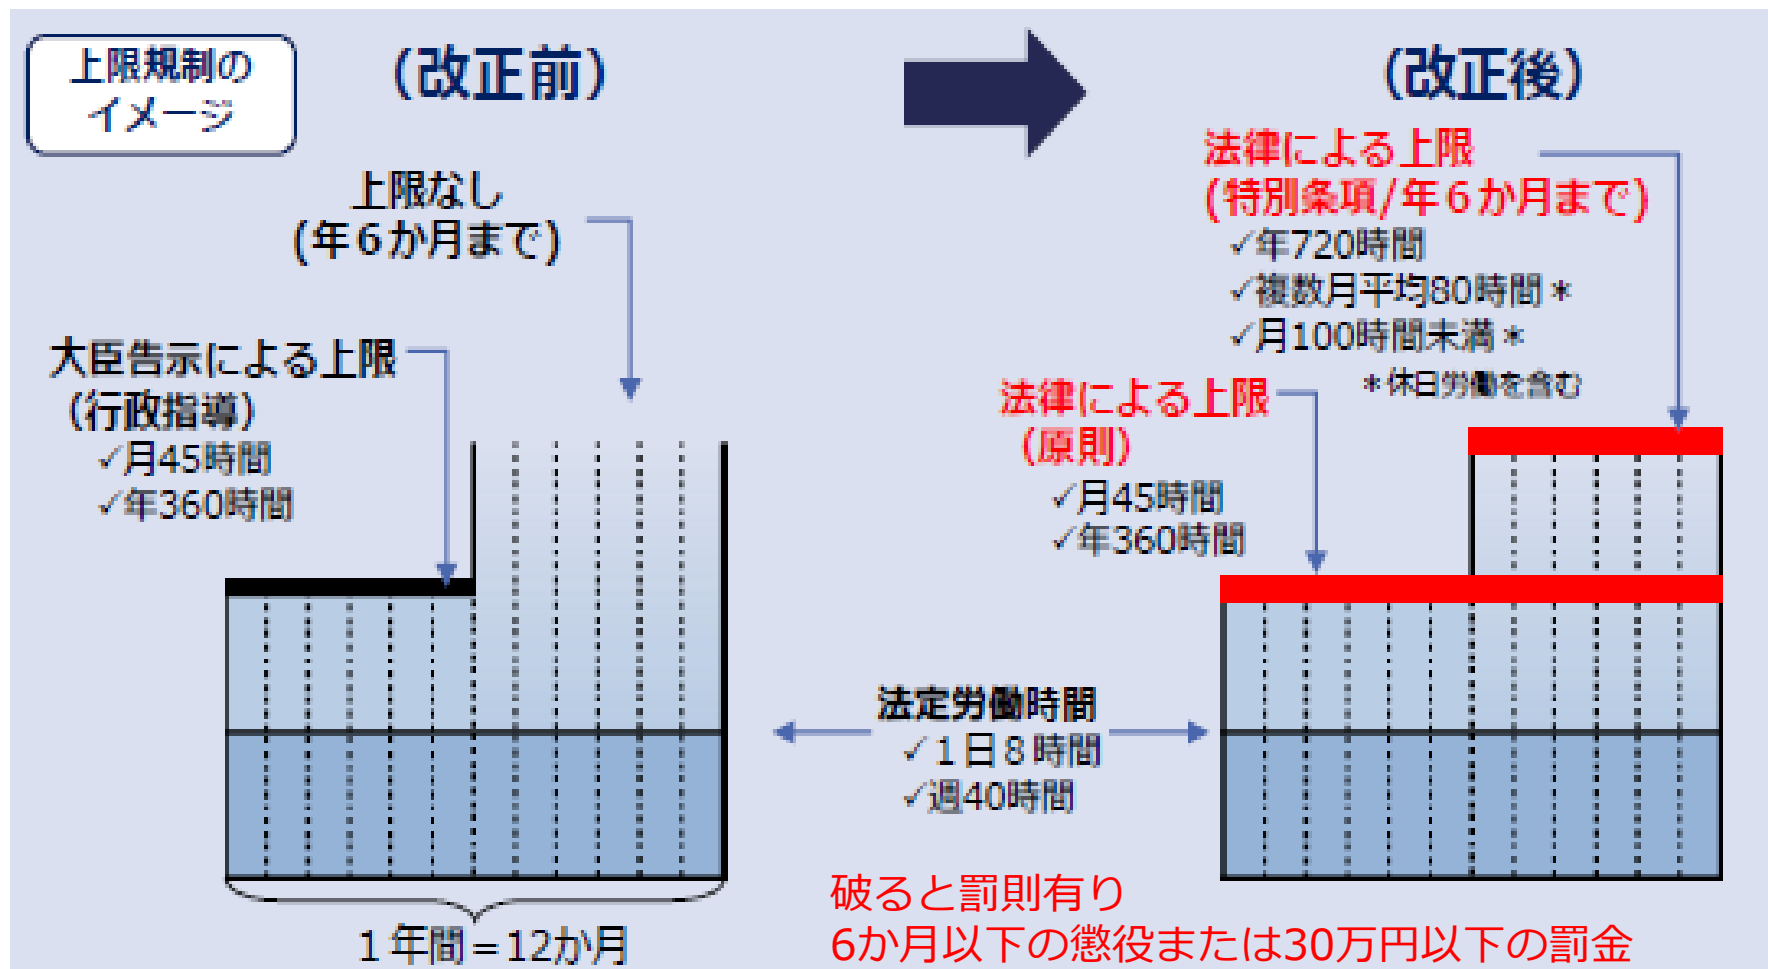 上限規制の
イメージ
（改正前）
上限なし
(年６か月まで)
大臣告示による上限
（行政指導）
✓月45時間
✓年360時間
１年間＝12か月
法定労働時間
✓１日８時間
✓週40時間
（改正後）
法律による上限
(特別条項/年６か月まで)
✓年720時間
✓複数月平均80時間＊
✓月100時間未満＊
＊休日労働を含む
法律による上限
（原則）
✓月45時間
✓年360時間
破ると罰則有り
6か月以下の懲役または30万円以下の罰金